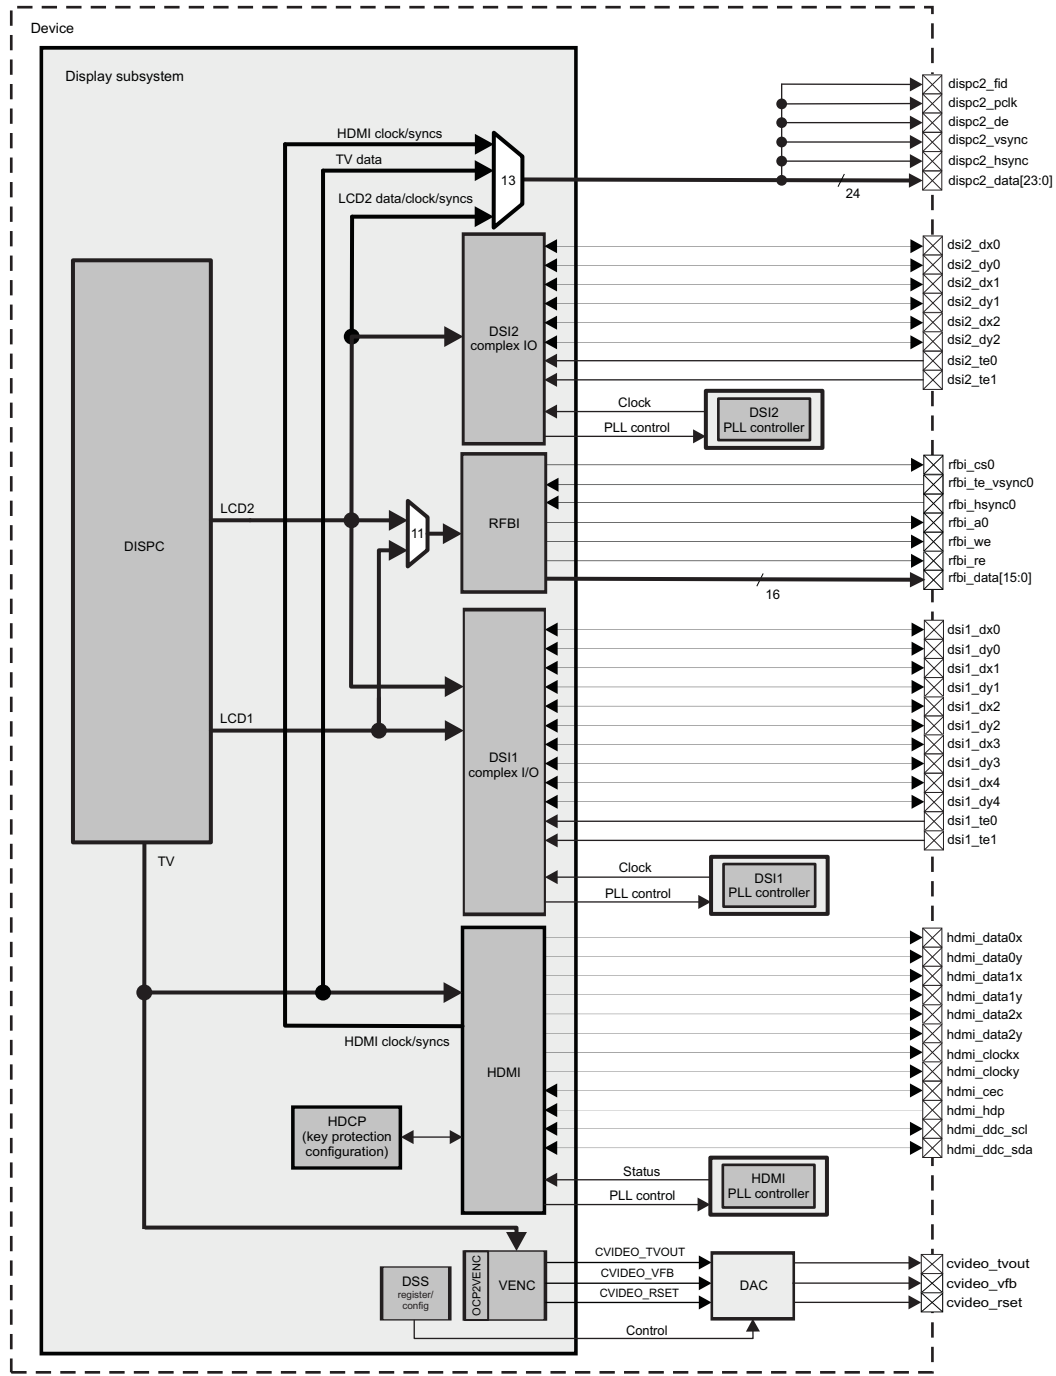 Device
Display subsystem
dispc2_fid
dispc2_pclk
dispc2_de
dispc2_vsync
dispc2_hsync
dispc2_data[23:0]
24
HDMI clock/syncs
TV data
LCD2 data/clock/syncs
13
DSI2
complex IO
dsi2_dx0
dsi2_dy0
dsi2_dx1
dsi2_dy1
dsi2_dx2
dsi2_dy2
dsi2_te0
dsi2_te1
Clock
PLL control
DSI2
PLL controller
DISPC
LCD2
LCD1
TV
11
RFBI
rfbi_cs0
rfbi_te_vsync0
rfbi_hsync0
rfbi_a0
rfbi_we
rfbi_re
rfbi_data[15:0]
16
DSI1
complex I/O
dsi1_dx0
dsi1_dy0
dsi1_dx1
dsi1_dy1
dsi1_dx2
dsi1_dy2
dsi1_dx3
dsi1_dy3
dsi1_dx4
dsi1_dy4
dsi1_te0
dsi1_te1
Clock
PLL control
DSI1
PLL controller
HDMI clock/syncs
HDMI
hdmi_data0x
hdmi_data0y
hdmi_data1x
hdmi_data1y
hdmi_data2x
hdmi_data2y
hdmi_clockx
hdmi_clocky
hdmi_cec
hdmi_hdp
hdmi_ddc_scl
hdmi_ddc_sda
HDCP
(key protection
configuration)
Status
PLL control
HDMI
PLL controller
DSS
register/
config
OCP2VENC
VENC
CVIDEO_TVOUT
CVIDEO_VFB
CVIDEO_RSET
Control
DAC
cvideo_tvout
cvideo_vfb
cvideo_rset